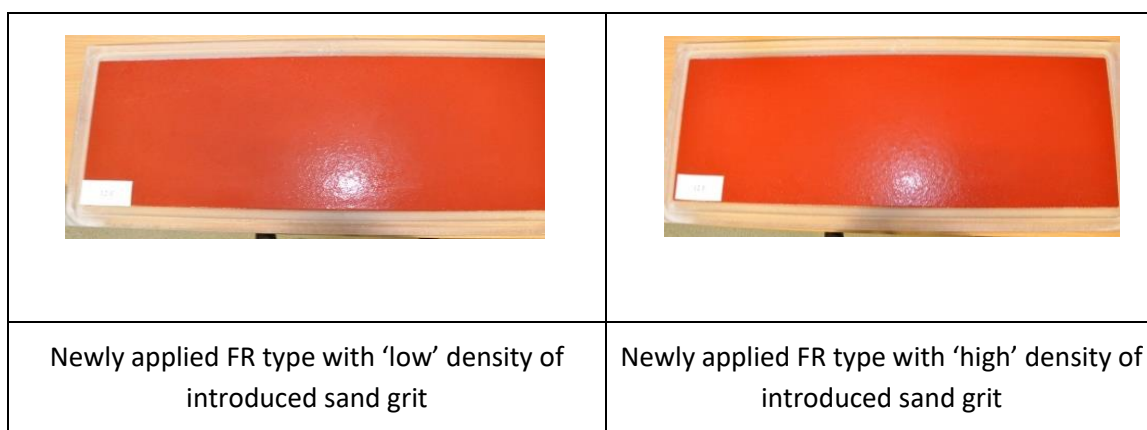 Newly applied FR type with ‘low’ density of
introduced sand grit
Newly applied FR type with ‘high’ density of
introduced sand grit